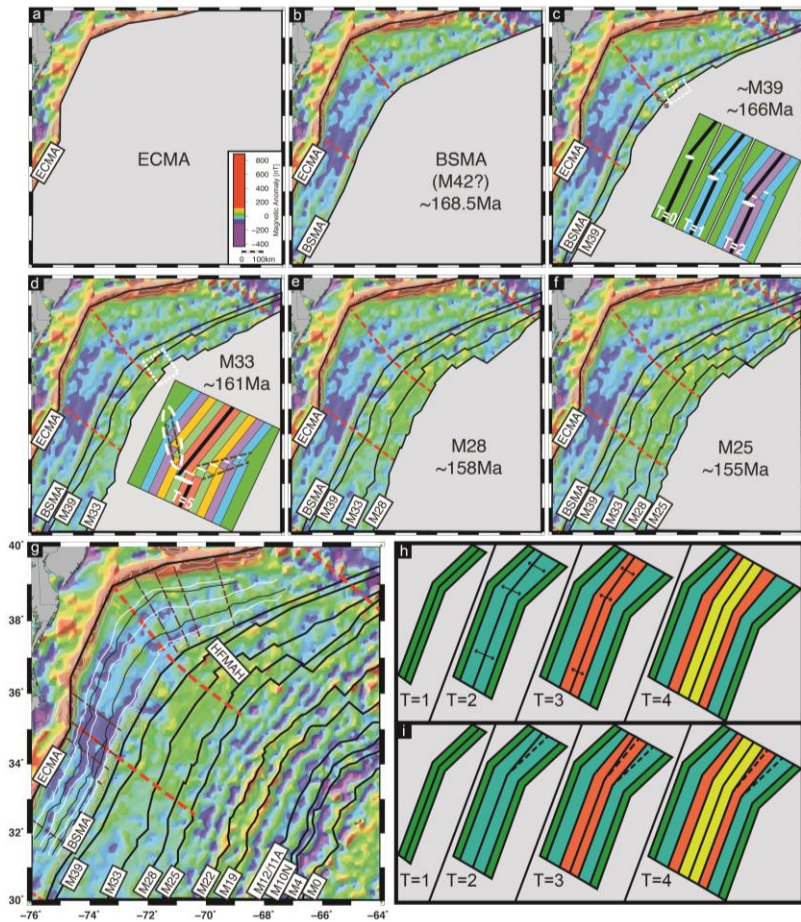 a
ECMA
ECMA
800
600
400
200
0
−200
−400
Magnetic Anomaly [nT]
0 100km
b
ECMA
BSMA
BSMA
(M42?)
~168.5Ma
c
ECMA
BSMA
M39
~M39
~166Ma
T=0
T=1
T=2
d
ECMA
BSMA
M39
M33
M33
~161Ma
T=5
e
ECMA
BSMA
M39
M33
M28
M28
~158Ma
f
ECMA
BSMA
M39
M33
M28
M25
M25
~155Ma
g
40°
38°
36°
34°
32°
30°
−76°
−74
−72
−70
−68
−66
−64
HFMAH
ECMA
BSMA
M39
M33
M28
M25
M22
M19
M12/11A
M10N
M4
M0
h
T=1
T=2
T=3
T=4
i
T=1
T=2
T=3
T=4